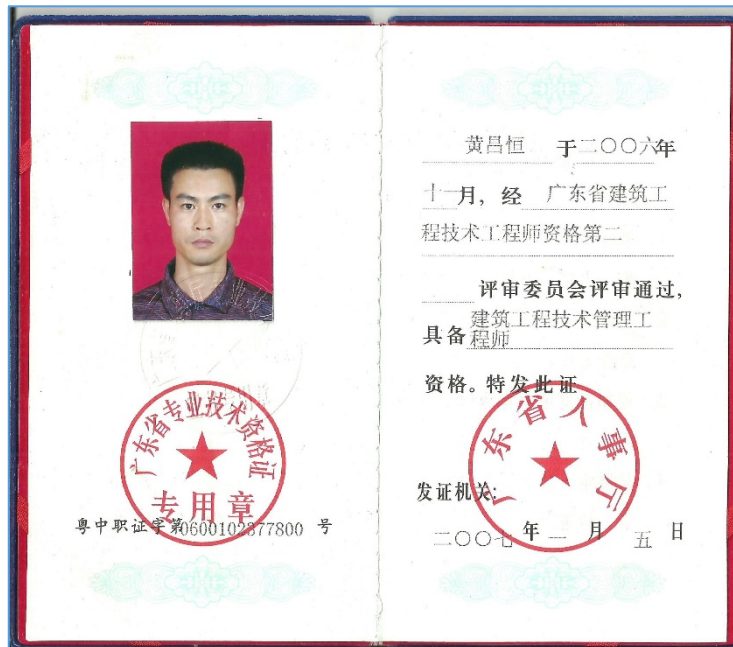 广东省专业技术资格证
专用章
粤中职证字第0600102377800 号
黄昌恒 于二〇〇六年
十一月，经 广东省建筑工
程技术工程师资格第二
评审委员会评审通过，
具备 建筑工程技术管理工
程师
资格。特发此证
广东省人事厅
发证机关：
二〇〇七 年 一 月 五 日